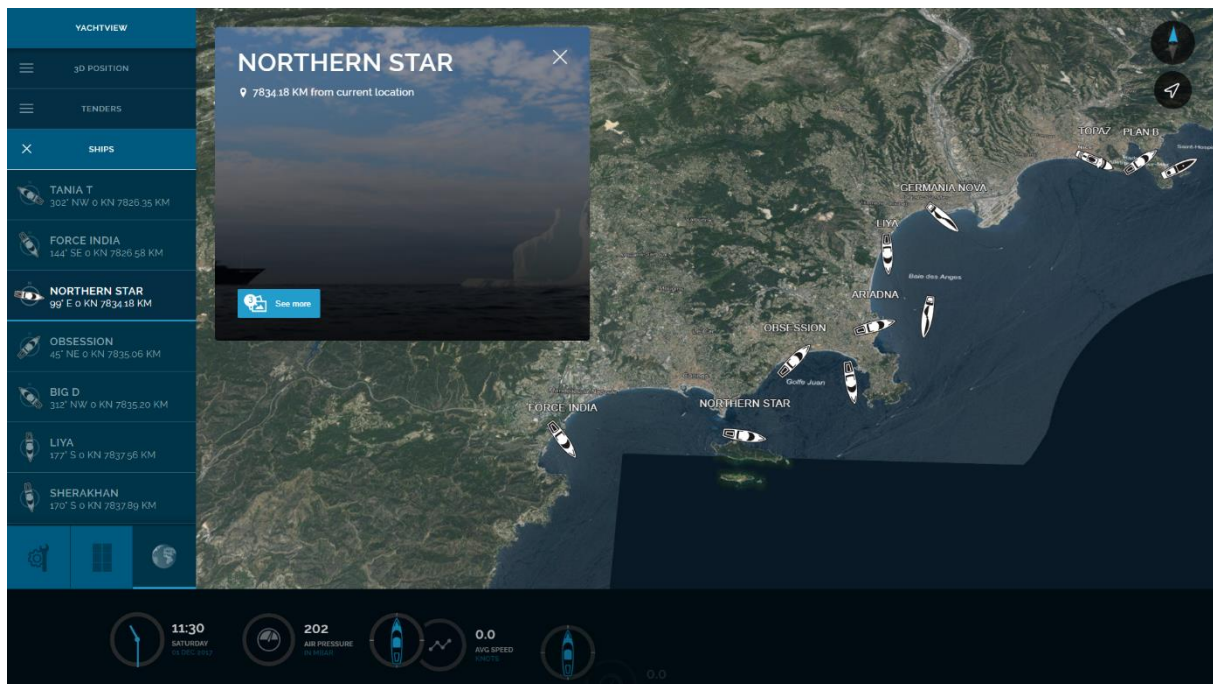 YACHTVIEW
3D POSITION
TENDERS
SHIPS
TANIA T
302° NW 0 KN 7826.35 KM
FORCE INDIA
144° SE 0 KN 7826.58 KM
NORTHERN STAR
99° E 0 KN 7834.18 KM
OBSESSION
45° NE 0 KN 7835.06 KM
BIG D
312° NW 0 KN 7835.20 KM
LIYA
177° S 0 KN 7837.56 KM
SHERAKHAN
170° S 0 KN 7837.89 KM
NORTHERN STAR
7834.18 KM from current location
3
See more
TOPAZ
PLAN B
GERMANIA NOVA
LIYA
Baie des Anges
ARIADNA
OBSESSION
Golfe Juan
NORTHERN STAR
FORCE INDIA
11:30
SATURDAY
202
AIR PRESSURE
IN MBAR
0.0
AVG SPEED
KNOTS
0.0